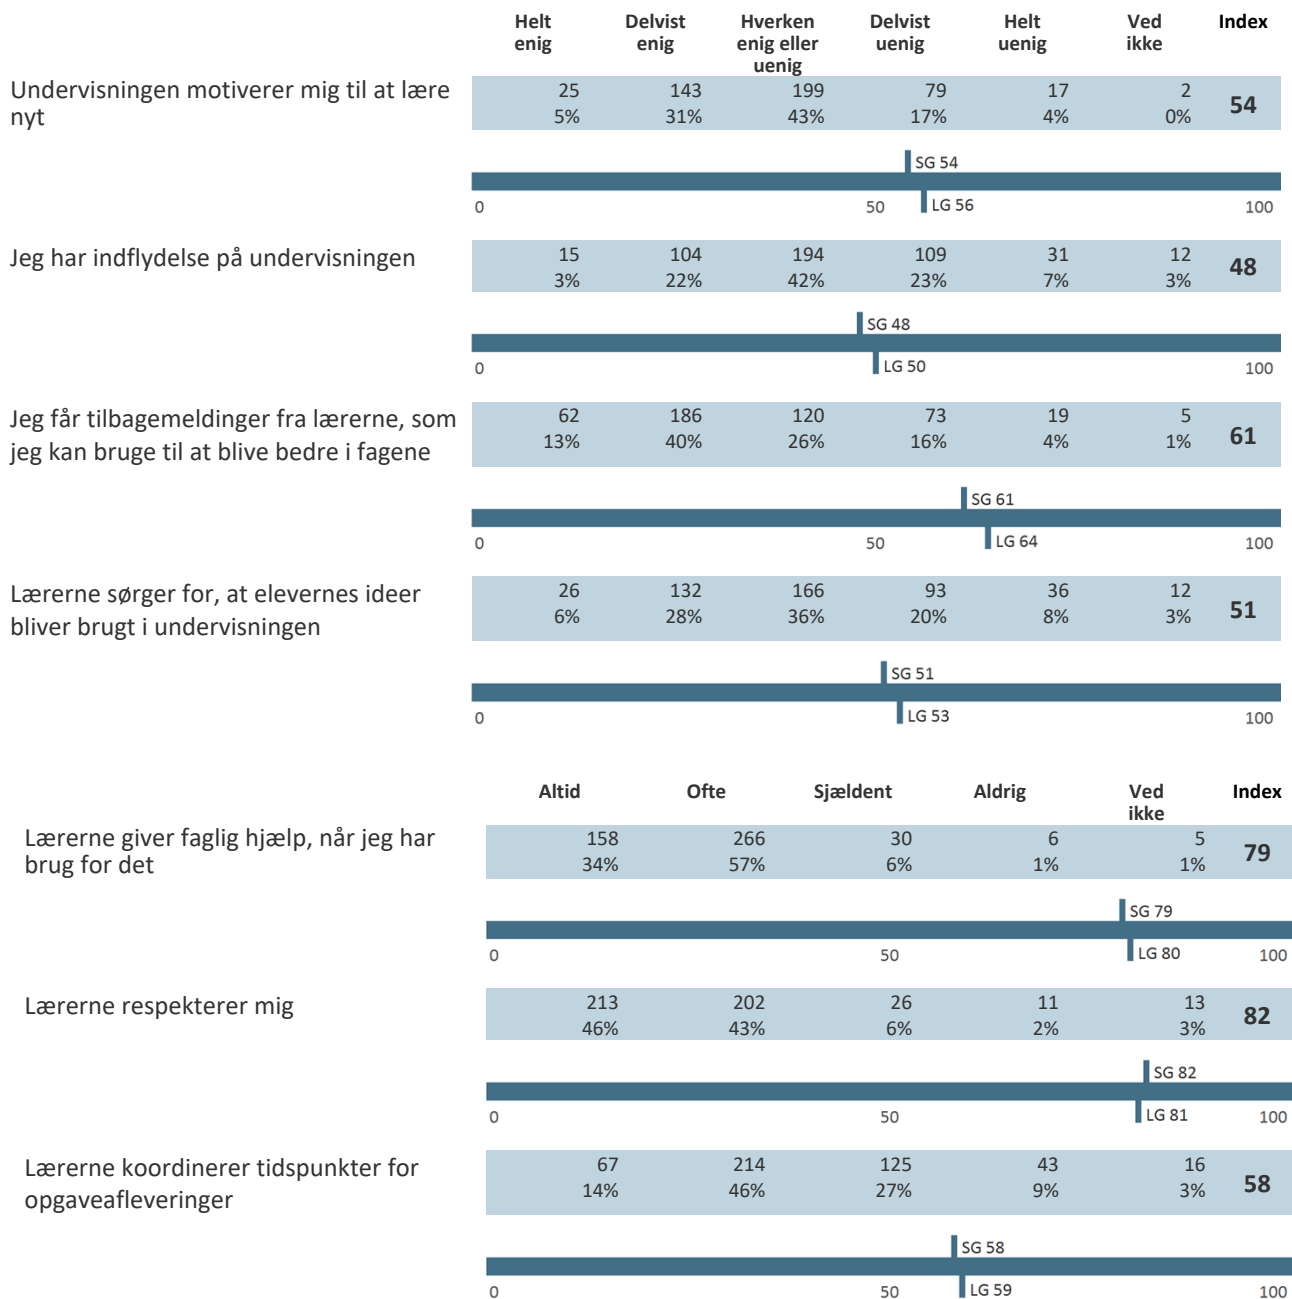 Helt enig Delvist enig Hverken enig eller uenig Delvist uenig Helt uenig Ved ikke Index
Undervisningen motiverer mig til at lære
nyt
25 143 199 79 17 2
5% 31% 43% 17% 4% 0%
54
SG 54
0 50 LG 56 100
Jeg har indflydelse på undervisningen
15 104 194 109 31 12
3% 22% 42% 23% 7% 3%
48
SG 48
0 LG 50 100
Jeg får tilbagemeldinger fra lærerne, som
jeg kan bruge til at blive bedre i fagene
62 186 120 73 19 5
13% 40% 26% 16% 4% 1%
61
SG 61
0 50 LG 64 100
Lærerne sørger for, at elevernes ideer
bliver brugt i undervisningen
26 132 166 93 36 12
6% 28% 36% 20% 8% 3%
51
SG 51
0 LG 53 100
Altid Ofte Sjældent Aldrig Ved ikke Index
Lærerne giver faglig hjælp, når jeg har
brug for det
158 266 30 6 5
34% 57% 6% 1% 1%
79
SG 79
0 50 LG 80 100
Lærerne respekterer mig
213 202 26 11 13
46% 43% 6% 2% 3%
82
SG 82
0 50 LG 81 100
Lærerne koordinerer tidspunkter for
opgaveafleveringer
67 214 125 43 16
14% 46% 27% 9% 3%
58
SG 58
0 50 LG 59 100